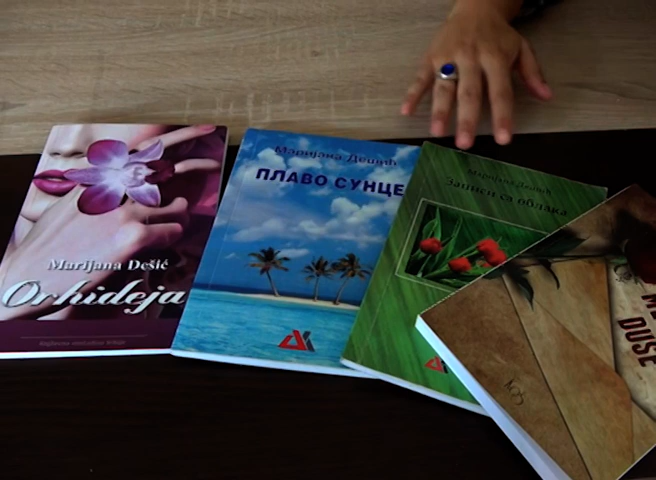 Marijana Dešić
Orhideja
Маријана Дешић
ПЛАВО СУНЦЕ
Маријана Дешић
Записи са облака
DUŠE